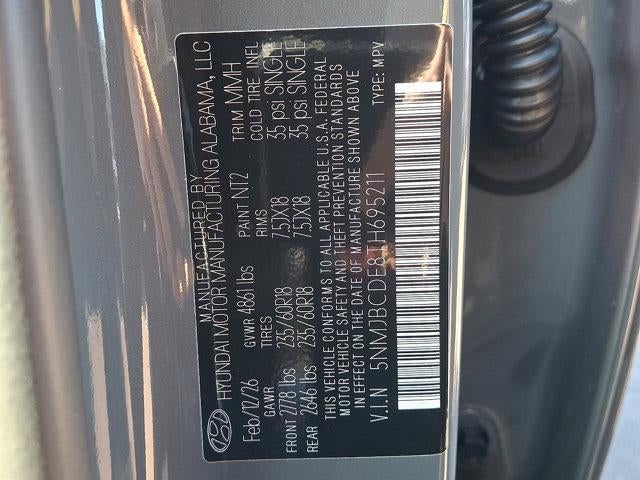 MANUFACTURED BY
HYUNDAI MOTOR MANUFACTURING ALABAMA, LLC
Feb/12/26 PAINT NT2 TRIM MMH
GVWR 4861 lbs
GAWR TIRES RIMS COLD TIRE INFL
FRONT 2778 lbs 235/60R18 7.5JX18 35 psi SINGLE
REAR 2646 lbs 235/60R18 7.5JX18 35 psi SINGLE
THIS VEHICLE CONFORMS TO ALL APPLICABLE U.S.A. FEDERAL
MOTOR VEHICLE SAFETY AND THEFT PREVENTION STANDARDS
IN EFFECT ON THE DATE OF MANUFACTURE SHOWN ABOVE
V.I.N TYPE: MPV